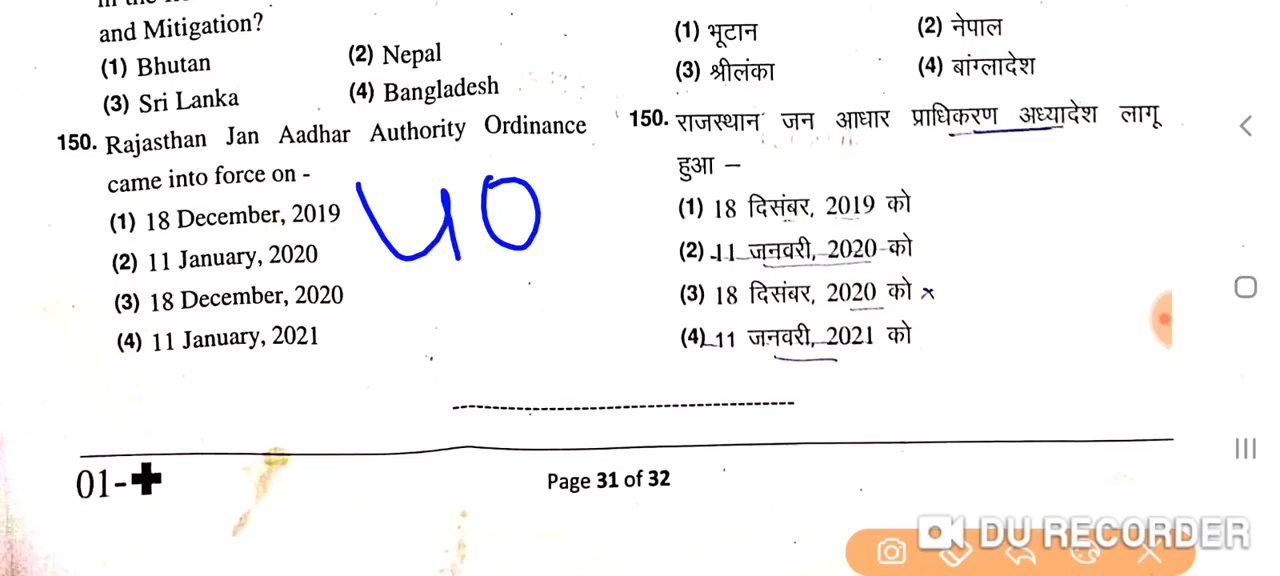 and Mitigation?
(1) Bhutan (2) Nepal
(3) Sri Lanka (4) Bangladesh
150. Rajasthan Jan Aadhar Authority Ordinance
came into force on -
(1) 18 December, 2019
(2) 11 January, 2020
(3) 18 December, 2020
(4) 11 January, 2021
40
(1) भूटान (2) नेपाल
(3) श्रीलंका (4) बांग्लादेश
150. राजस्थान जन आधार प्राधिकरण अध्यादेश लागू
हुआ –
(1) 18 दिसंबर, 2019 को
(2) 11 जनवरी, 2020 को
(3) 18 दिसंबर, 2020 को x
(4) 11 जनवरी, 2021 को
01-+
Page 31 of 32
DU RECORDER